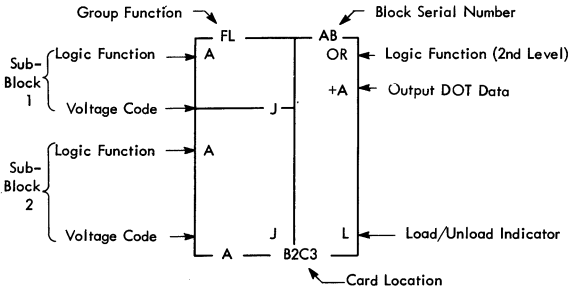 Group Function
Block Serial Number
FL
AB
Logic Function
A
OR
Logic Function (2nd Level)
Sub-
Block
1
+A
Output DOT Data
Voltage Code
J
Logic Function
A
Sub-
Block
2
Voltage Code
J
L
Load/Unload Indicator
A
B2C3
Card Location